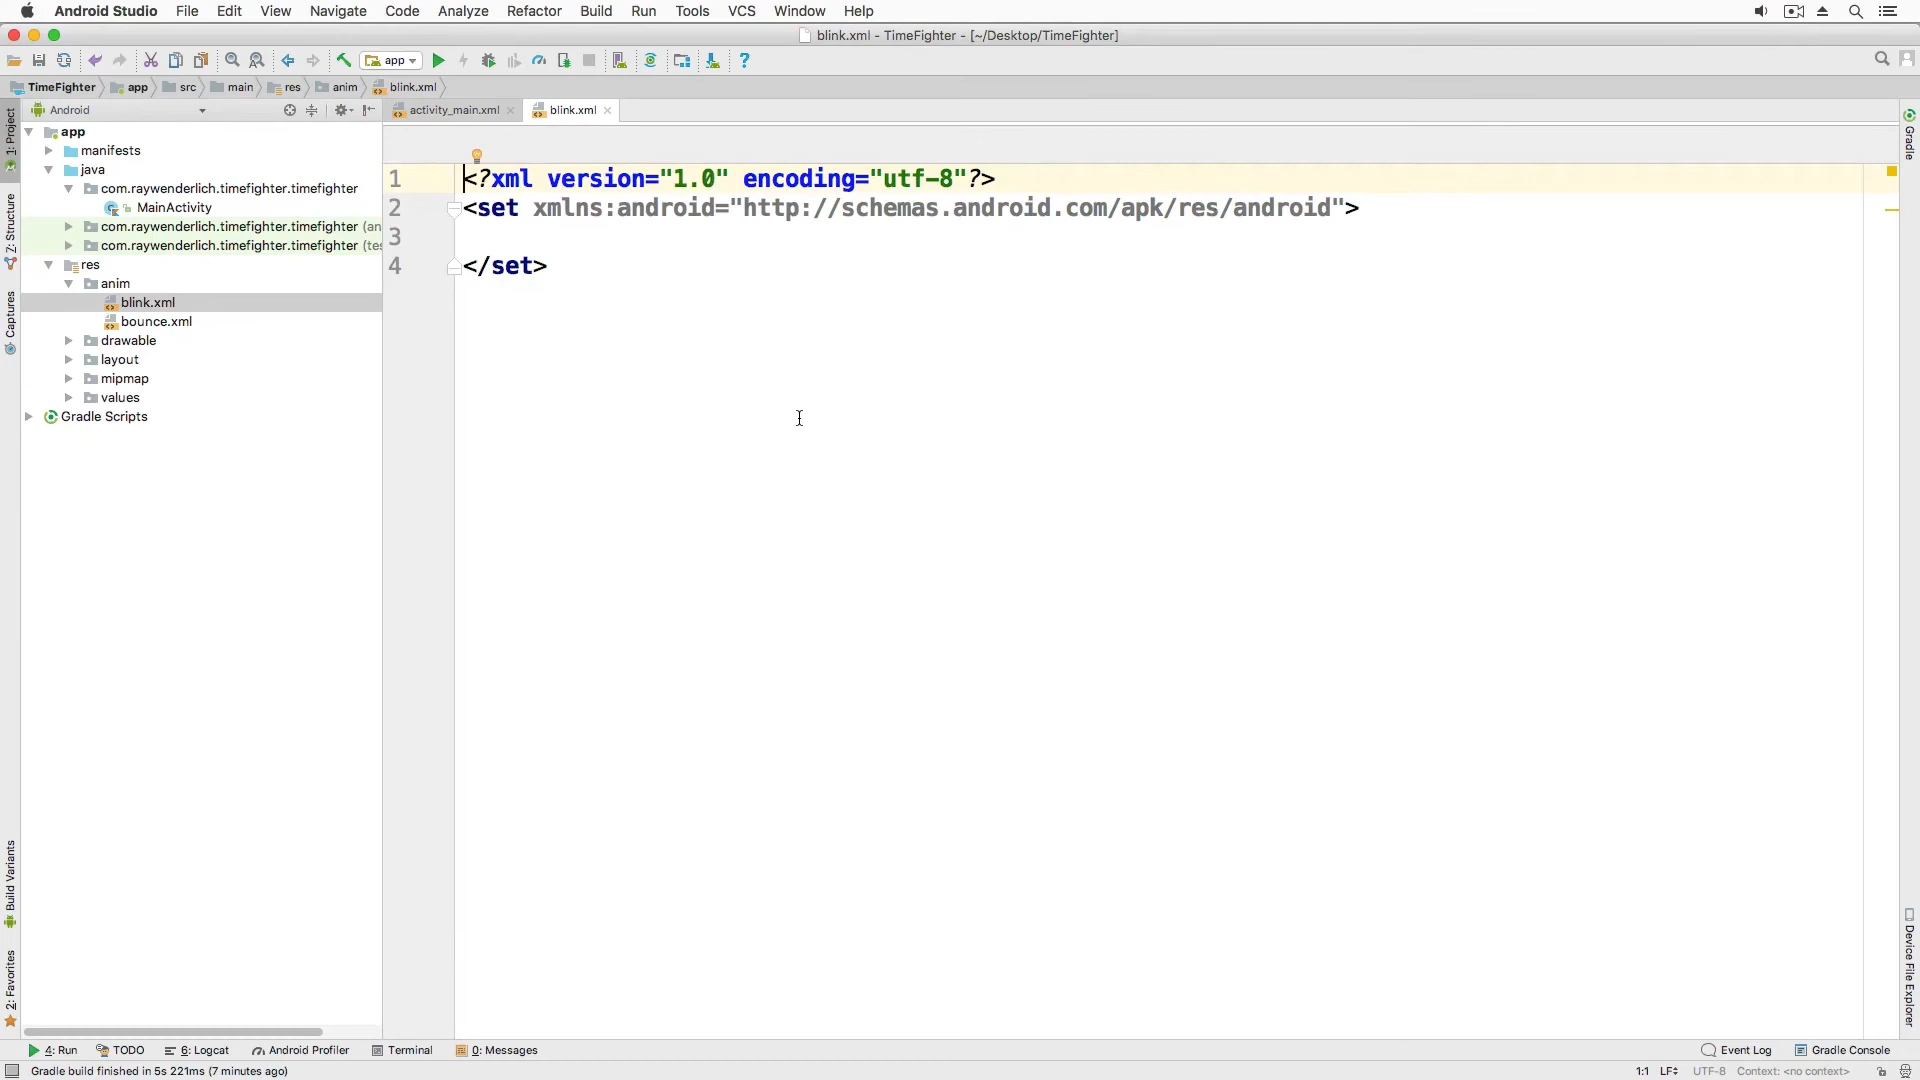 Android Studio File Edit View Navigate Code Analyze Refactor Build Run Tools VCS Window Help
blink.xml - TimeFighter - [~/Desktop/TimeFighter]
app
TimeFighter app src main res anim blink.xml
Android
activity_main.xml blink.xml
1: Project
Z: Structure
Captures
Build Variants
2: Favorites
app
manifests
java
com.raywenderlich.timefighter.timefighter
MainActivity
com.raywenderlich.timefighter.timefighter (an
com.raywenderlich.timefighter.timefighter (tes
res
anim
blink.xml
bounce.xml
drawable
layout
mipmap
values
Gradle Scripts
1 <?xml version="1.0" encoding="utf-8"?>
2 <set xmlns:android="http://schemas.android.com/apk/res/android">
3
4 </set>
Gradle
Device File Explorer
4: Run TODO 6: Logcat Android Profiler Terminal 0: Messages Event Log Gradle Console
Gradle build finished in 5s 221ms (7 minutes ago) 1:1 LF UTF-8 Context: <no context>